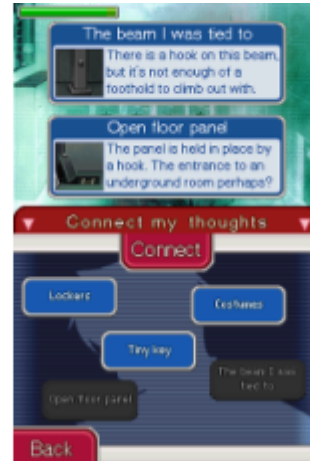 The beam I was tied to
There is a hook on this beam,
but it's not enough of a
foothold to climb out with.
Open floor panel
The panel is held in place by
a hook. The entrance to an
underground room perhaps?
Connect my thoughts
Connect
Lockers
Costumes
Tiny key
The beam I was
tied to
Open floor panel
Back